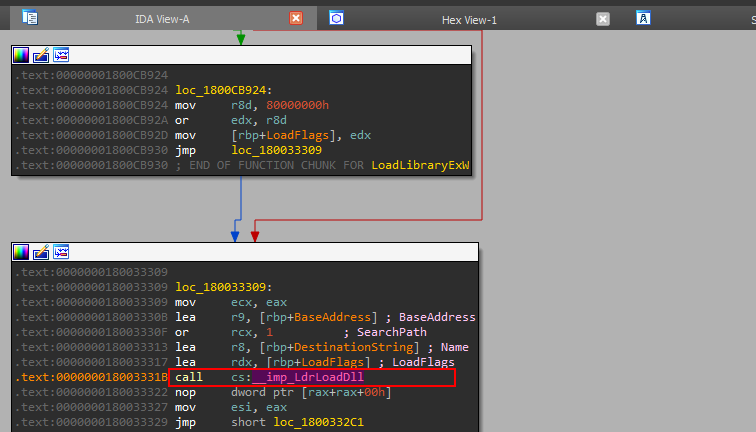 IDA View-A Hex View-1 S
.text:00000001800CB924
.text:00000001800CB924 loc_1800CB924:
.text:00000001800CB924 mov r8d, 80000000h
.text:00000001800CB92A or edx, r8d
.text:00000001800CB92D mov [rbp+LoadFlags], edx
.text:00000001800CB930 jmp loc_180033309
.text:00000001800CB930 ; END OF FUNCTION CHUNK FOR LoadLibraryExW
.text:0000000180033309
.text:0000000180033309 loc_180033309:
.text:0000000180033309 mov ecx, eax
.text:000000018003330B lea r9, [rbp+BaseAddress] ; BaseAddress
.text:000000018003330F or rcx, 1 ; SearchPath
.text:0000000180033313 lea r8, [rbp+DestinationString] ; Name
.text:0000000180033317 lea rdx, [rbp+LoadFlags] ; LoadFlags
.text:000000018003331B call cs:__imp_LdrLoadDll
.text:0000000180033322 nop dword ptr [rax+rax+00h]
.text:0000000180033327 mov esi, eax
.text:0000000180033329 jmp short loc_1800332C1